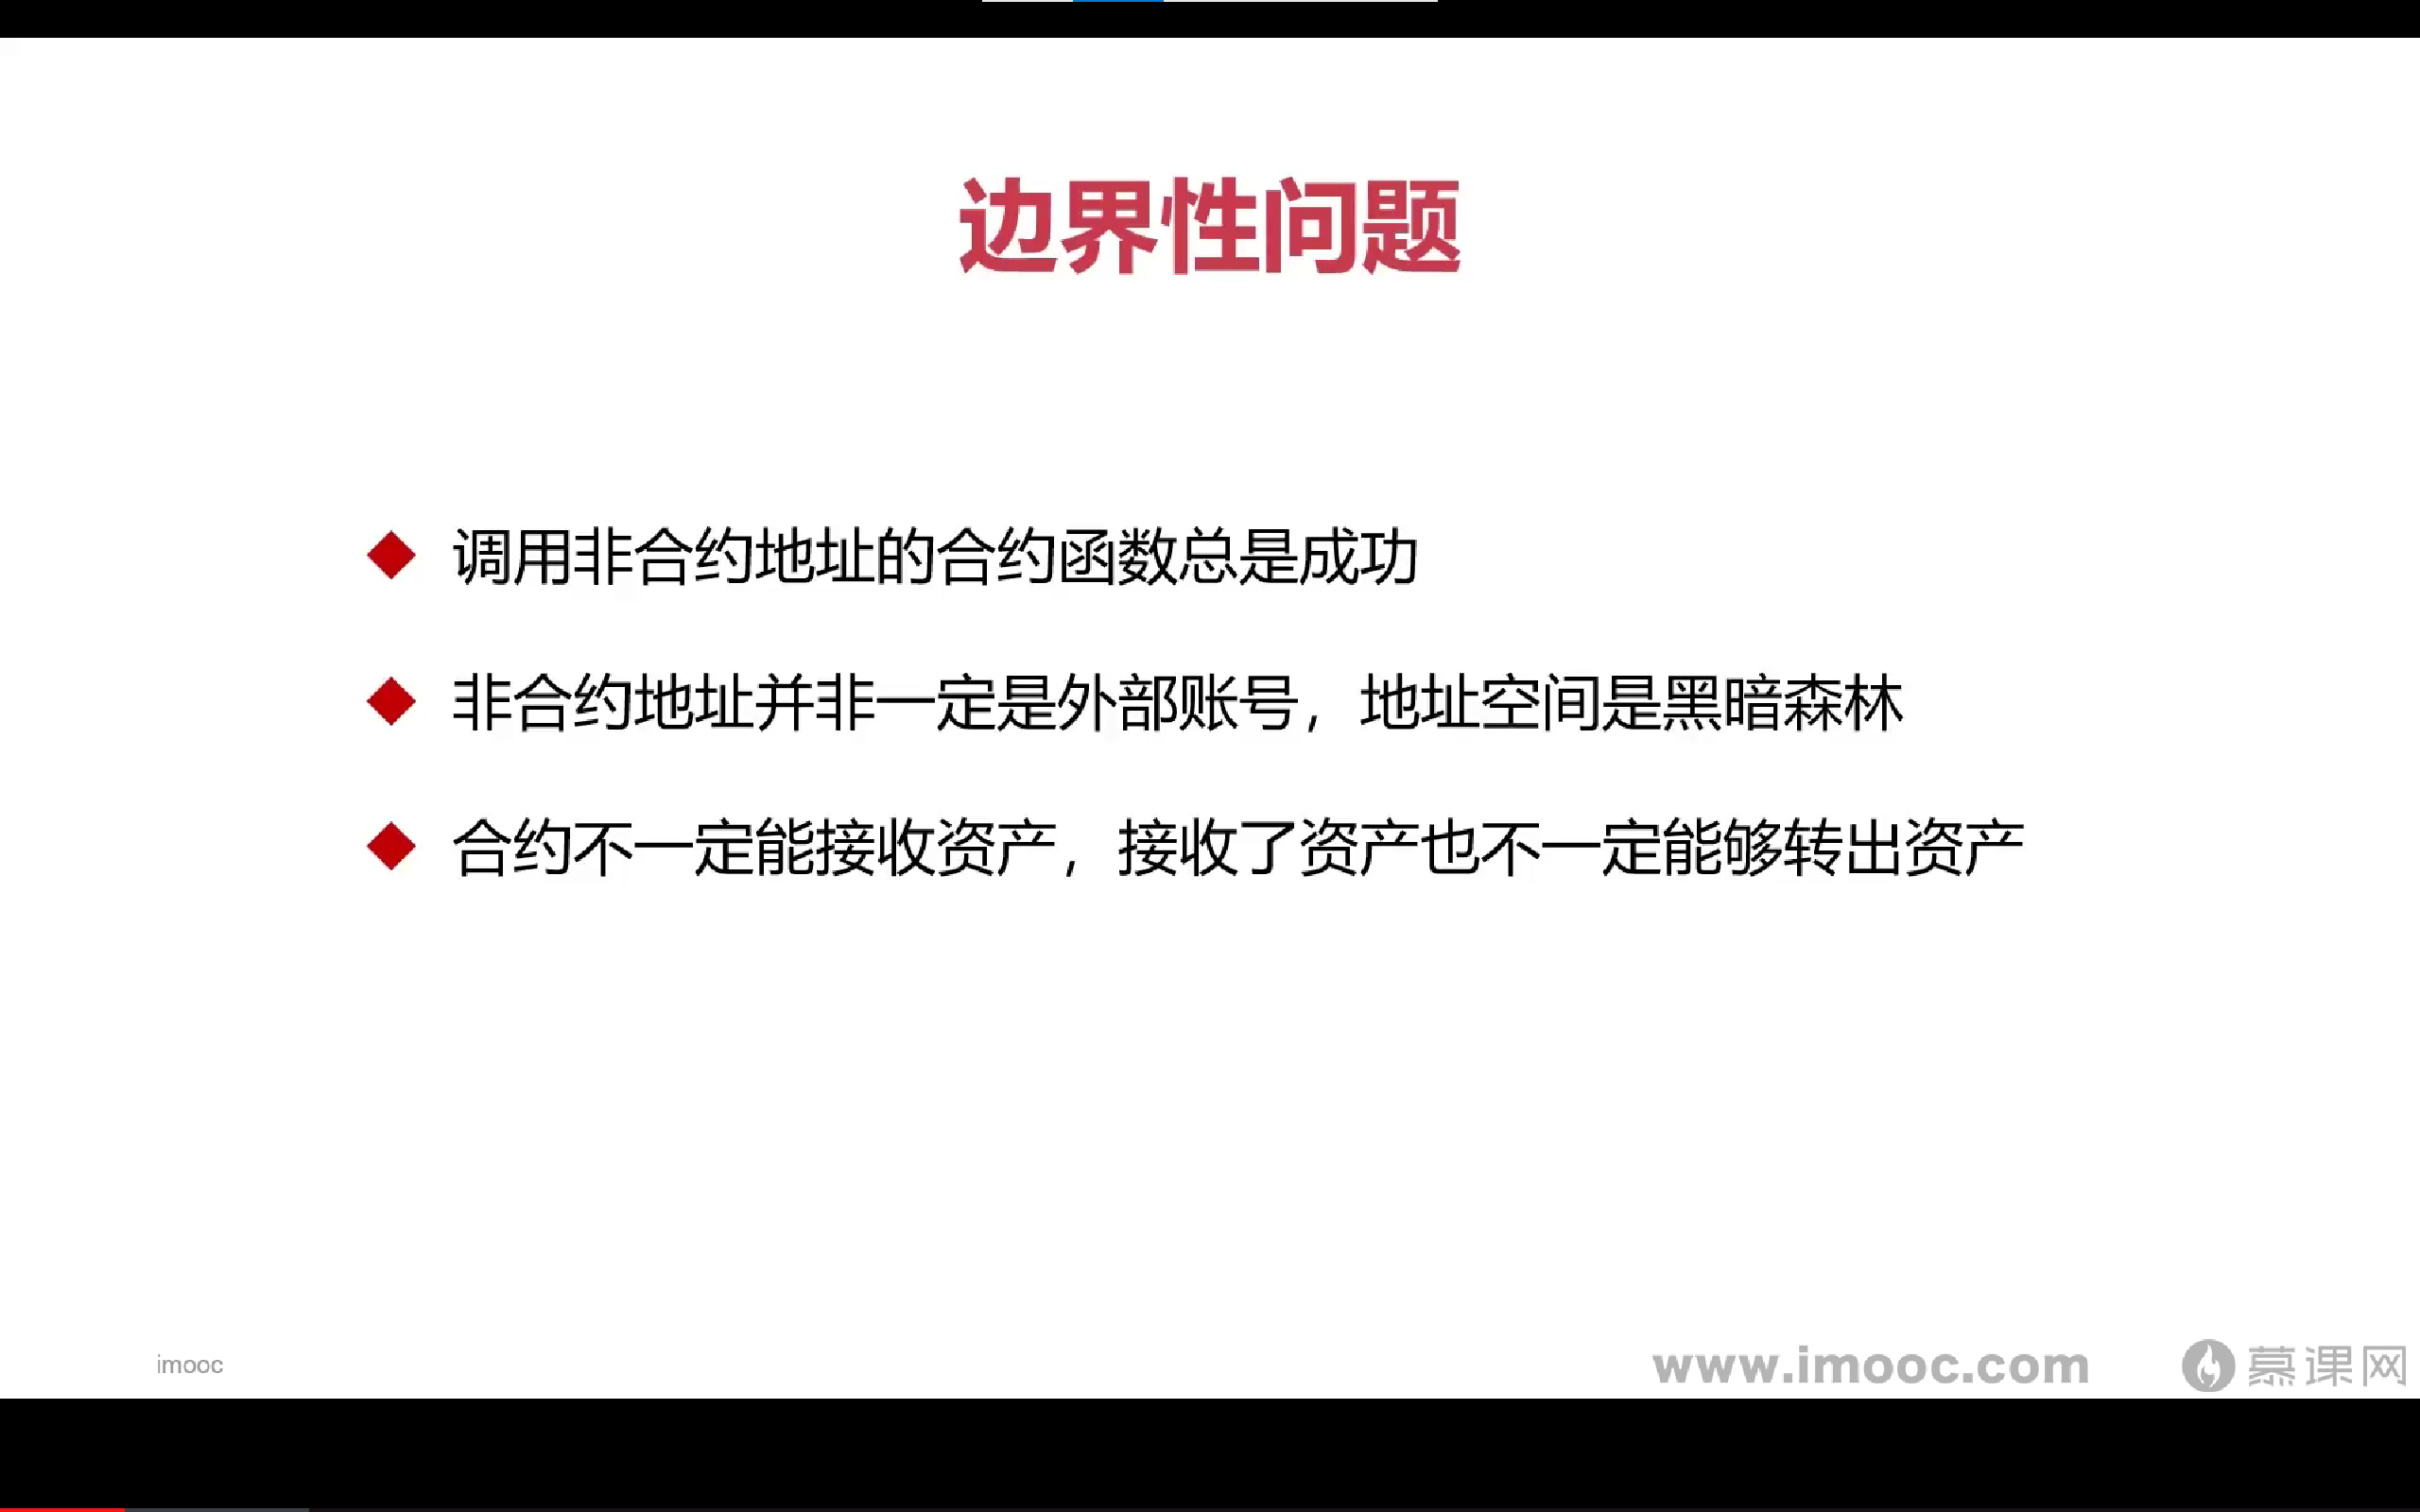 边界性问题
调用非合约地址的合约函数总是成功
非合约地址并非一定是外部账号，地址空间是黑暗森林
合约不一定能接收资产，接收了资产也不一定能够转出资产
imooc
www.imooc.com 慕课网